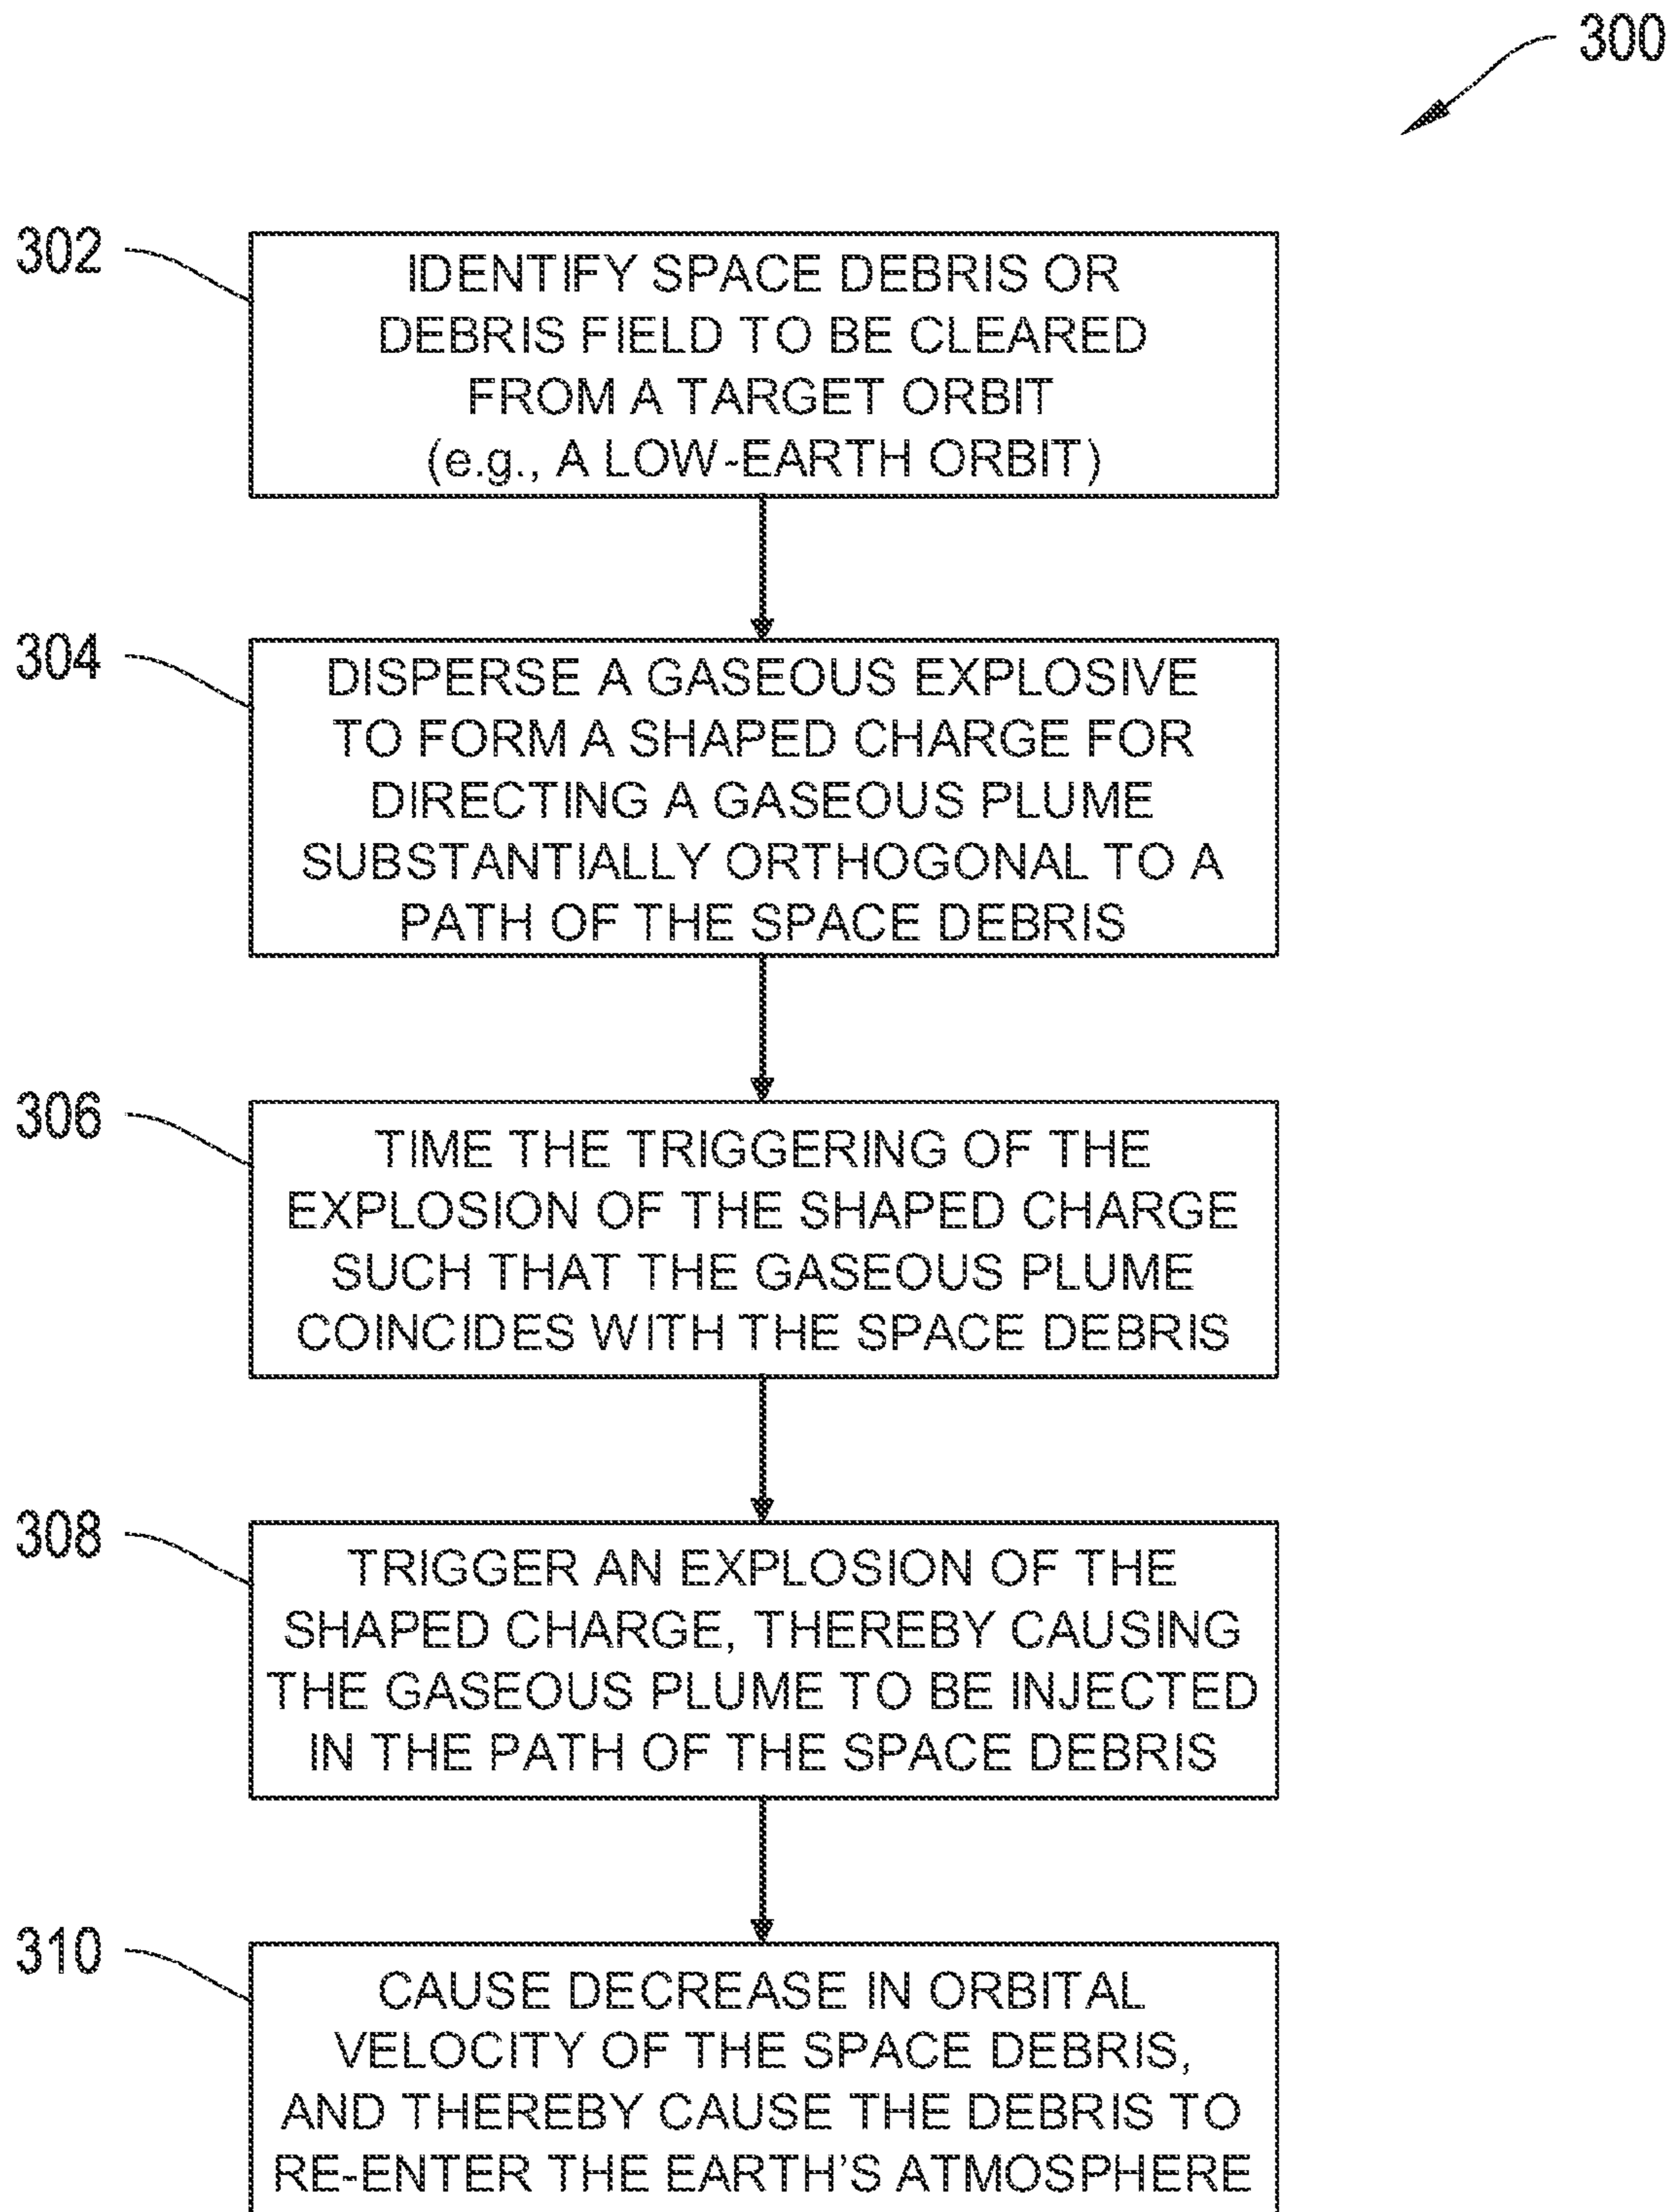 300
302
IDENTIFY SPACE DEBRIS OR
DEBRIS FIELD TO BE CLEARED
FROM A TARGET ORBIT
(e.g., A LOW-EARTH ORBIT)
304
DISPERSE A GASEOUS EXPLOSIVE
TO FORM A SHAPED CHARGE FOR
DIRECTING A GASEOUS PLUME
SUBSTANTIALLY ORTHOGONAL TO A
PATH OF THE SPACE DEBRIS
306
TIME THE TRIGGERING OF THE
EXPLOSION OF THE SHAPED CHARGE
SUCH THAT THE GASEOUS PLUME
COINCIDES WITH THE SPACE DEBRIS
308
TRIGGER AN EXPLOSION OF THE
SHAPED CHARGE, THEREBY CAUSING
THE GASEOUS PLUME TO BE INJECTED
IN THE PATH OF THE SPACE DEBRIS
310
CAUSE DECREASE IN ORBITAL
VELOCITY OF THE SPACE DEBRIS,
AND THEREBY CAUSE THE DEBRIS TO
RE-ENTER THE EARTH'S ATMOSPHERE